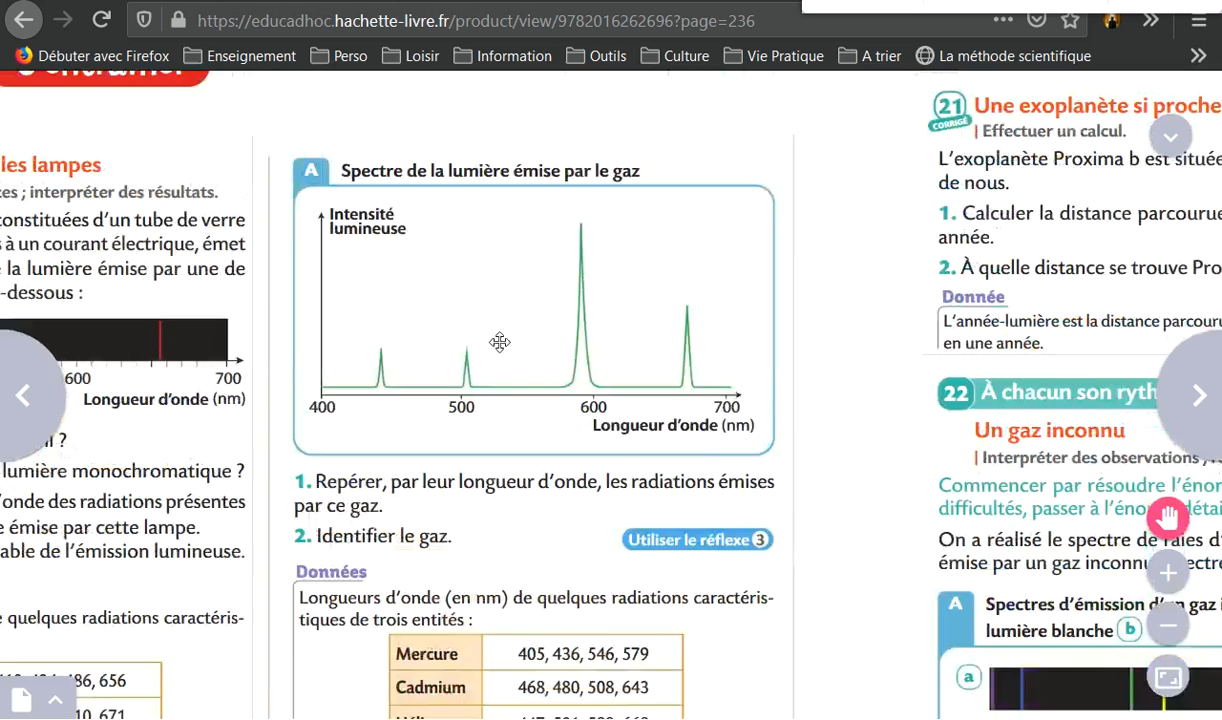 https://educadhoc.hachette-livre.fr/product/view/9782016262696?page=236
Débuter avec Firefox
Enseignement
Perso
Loisir
Information
Outils
Culture
Vie Pratique
A trier
La méthode scientifique
les lampes
interpréter des résultats.
constituées d'un tube de verre
à un courant électrique, émet
la lumière émise par une de
-dessous :
600
700
Longueur d'onde (nm)
?
lumière monochromatique ?
'onde des radiations présentes
émise par cette lampe.
able de l'émission lumineuse.
quelques radiations caractéris-
86, 656
10, 671
A
Spectre de la lumière émise par le gaz
Intensité
lumineuse
400
500
600
700
Longueur d'onde (nm)
1. Repérer, par leur longueur d'onde, les radiations émises
par ce gaz.
2. Identifier le gaz.
Utiliser le réflexe 3
Données
Longueurs d'onde (en nm) de quelques radiations caractéris-
tiques de trois entités :
Mercure
405, 436, 546, 579
Cadmium
468, 480, 508, 643
21
CORRIGÉ
Une exoplanète si proche
| Effectuer un calcul.
L'exoplanète Proxima b est située
de nous.
1. Calculer la distance parcourue
année.
2. À quelle distance se trouve Pro
Donnée
L'année-lumière est la distance parcouru
en une année.
22
À chacun son ryth
Un gaz inconnu
| Interpréter des observations
Commencer par résoudre l'énon
difficultés, passer à l'éno détai
On a réalisé le spectre de raies d'
émise par un gaz inconnu
A
Spectres d'émission d'un gaz i
lumière blanche b
a